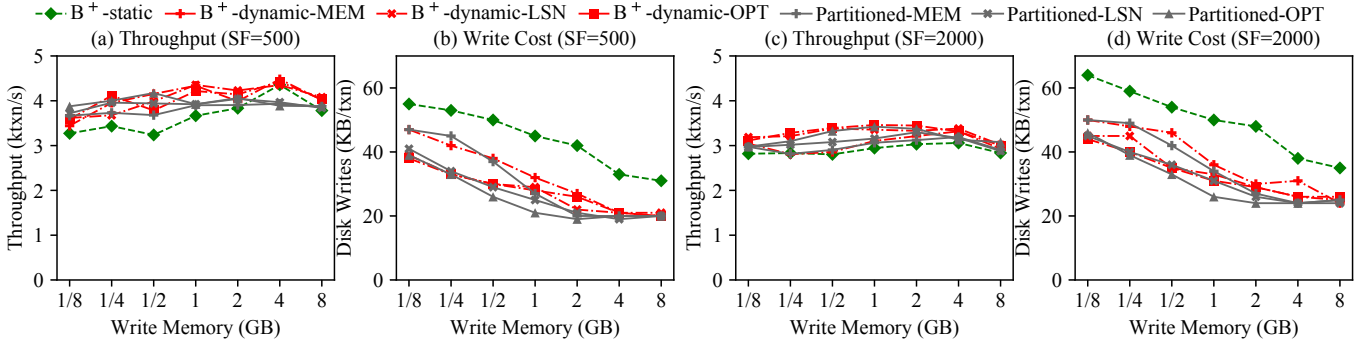 B+-static B+-dynamic-MEM B+-dynamic-LSN B+-dynamic-OPT Partitioned-MEM Partitioned-LSN Partitioned-OPT
(a) Throughput (SF=500)
Throughput (ktxn/s)
5
4
3
2
1
0
1/8 1/4 1/2 1 2 4 8
Write Memory (GB)
(b) Write Cost (SF=500)
Disk Writes (KB/txn)
60
40
20
0
1/8 1/4 1/2 1 2 4 8
Write Memory (GB)
(c) Throughput (SF=2000)
Throughput (ktxn/s)
5
4
3
2
1
0
1/8 1/4 1/2 1 2 4 8
Write Memory (GB)
(d) Write Cost (SF=2000)
Disk Writes (KB/txn)
60
40
20
0
1/8 1/4 1/2 1 2 4 8
Write Memory (GB)